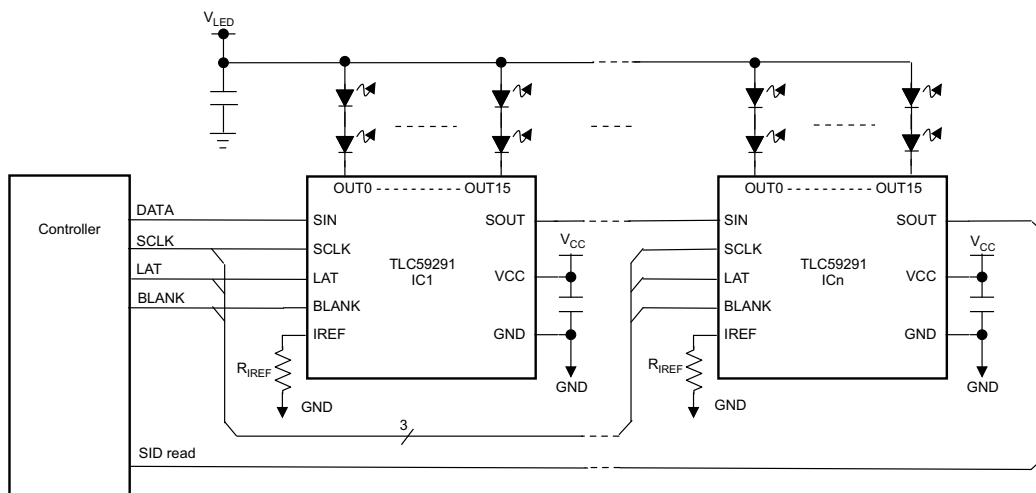 VLED
OUT0 OUT15
OUT0 OUT15
Controller
DATA
SCLK
LAT
BLANK
SIN
SCLK
LAT
BLANK
IREF
TLC59291
IC1
SOUT
VCC
GND
VCC
GND
RIREF
GND
SIN
SCLK
LAT
BLANK
IREF
TLC59291
ICn
SOUT
VCC
GND
VCC
GND
RIREF
GND
3
SID read